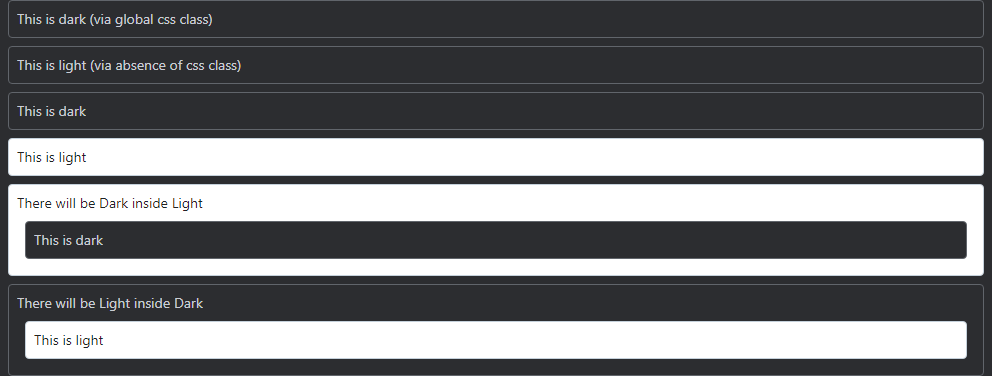 This is dark (via global css class)
This is light (via absence of css class)
This is dark
This is light
There will be Dark inside Light
This is dark
There will be Light inside Dark
This is light